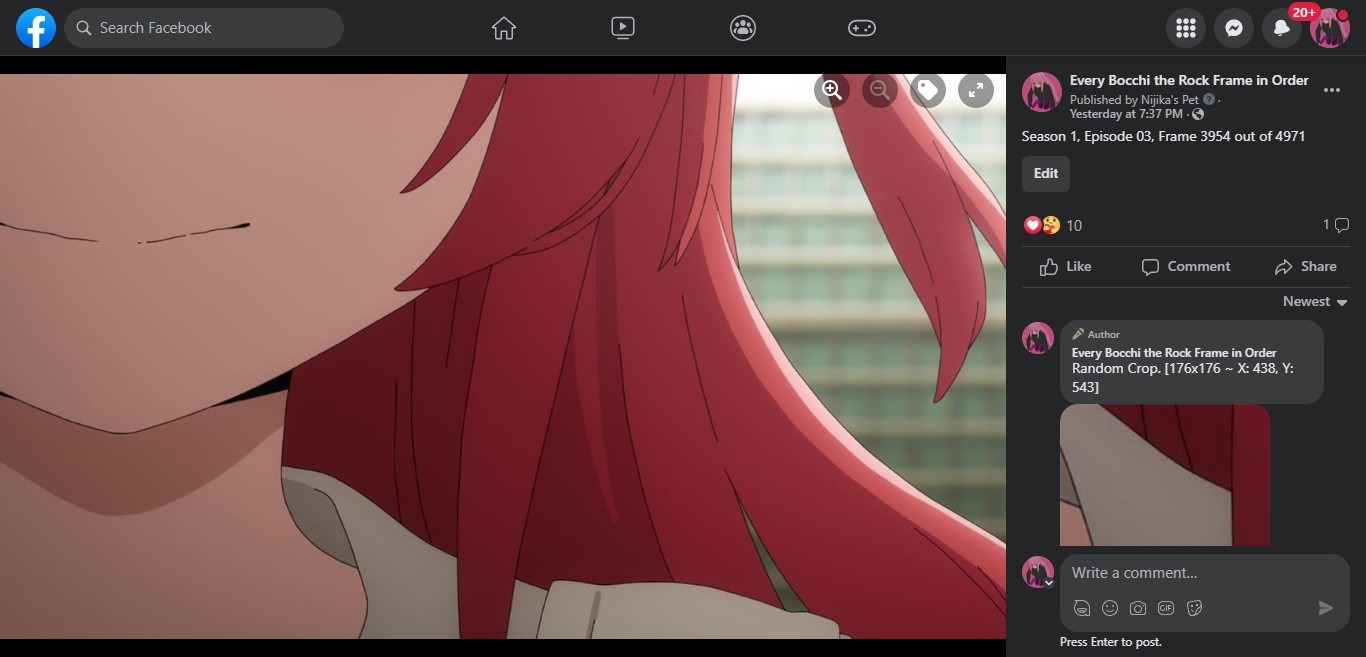 Search Facebook
20+
Every Bocchi the Rock Frame in Order
Published by Nijika's Pet ? ·
Yesterday at 7:37 PM ·
Season 1, Episode 03, Frame 3954 out of 4971
Edit
10
1
Like
Comment
Share
Newest
Author
Every Bocchi the Rock Frame in Order
Random Crop. [176x176 ~ X: 438, Y:
543]
Write a comment…
GIF
Press Enter to post.